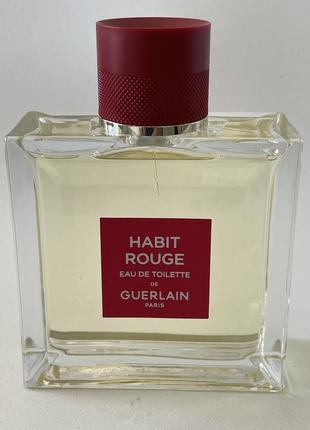 HABIT
ROUGE
EAU DE TOILETTE
DE
GUERLAIN
PARIS